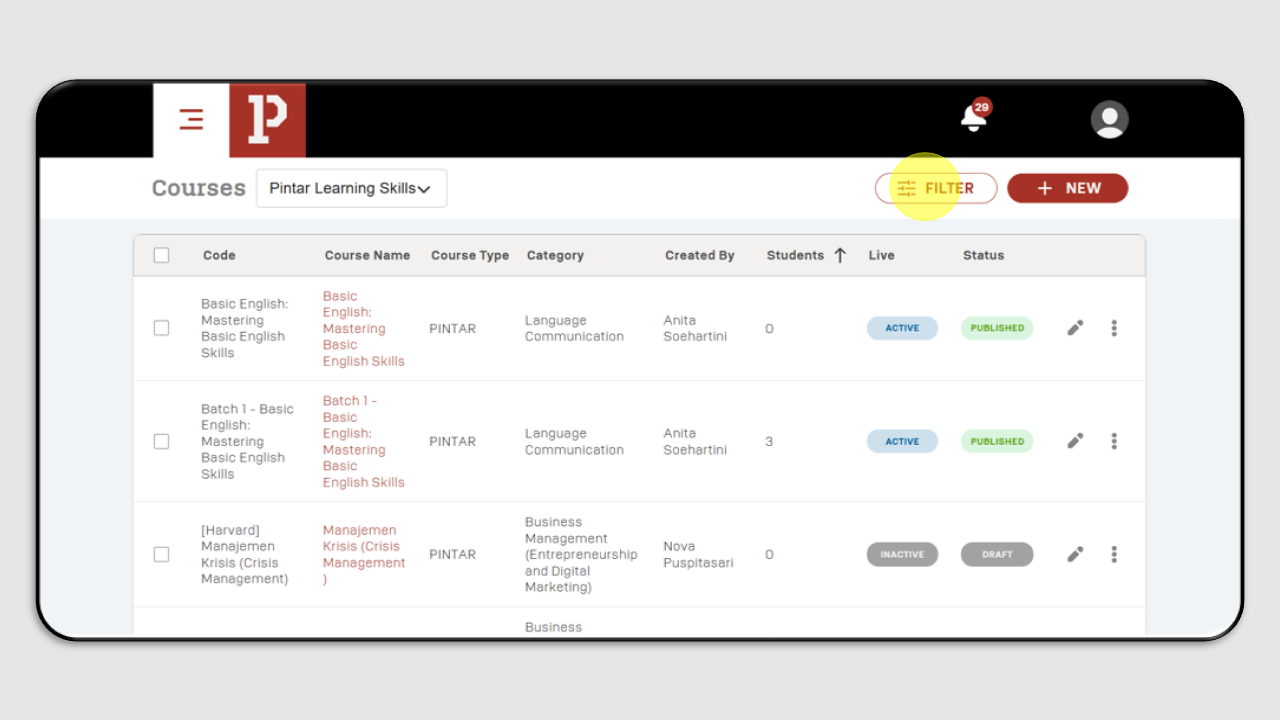 P
29
Courses
Pintar Learning Skills
FILTER
+ NEW
Code
Course Name
Course Type
Category
Created By
Students
Live
Status
Basic English:
Mastering
Basic English
Skills
Basic
English:
Mastering
Basic
English Skills
PINTAR
Language
Communication
Anita
Soehartini
0
ACTIVE
PUBLISHED
Batch 1 - Basic
English:
Mastering
Basic English
Skills
Batch 1 -
Basic
English:
Mastering
Basic
English Skills
PINTAR
Language
Communication
Anita
Soehartini
3
ACTIVE
PUBLISHED
[Harvard]
Manajemen
Krisis (Crisis
Management)
Manajemen
Krisis (Crisis
Management
)
PINTAR
Business
Management
(Entrepreneurship
and Digital
Marketing)
Nova
Puspitasari
0
INACTIVE
DRAFT
Business